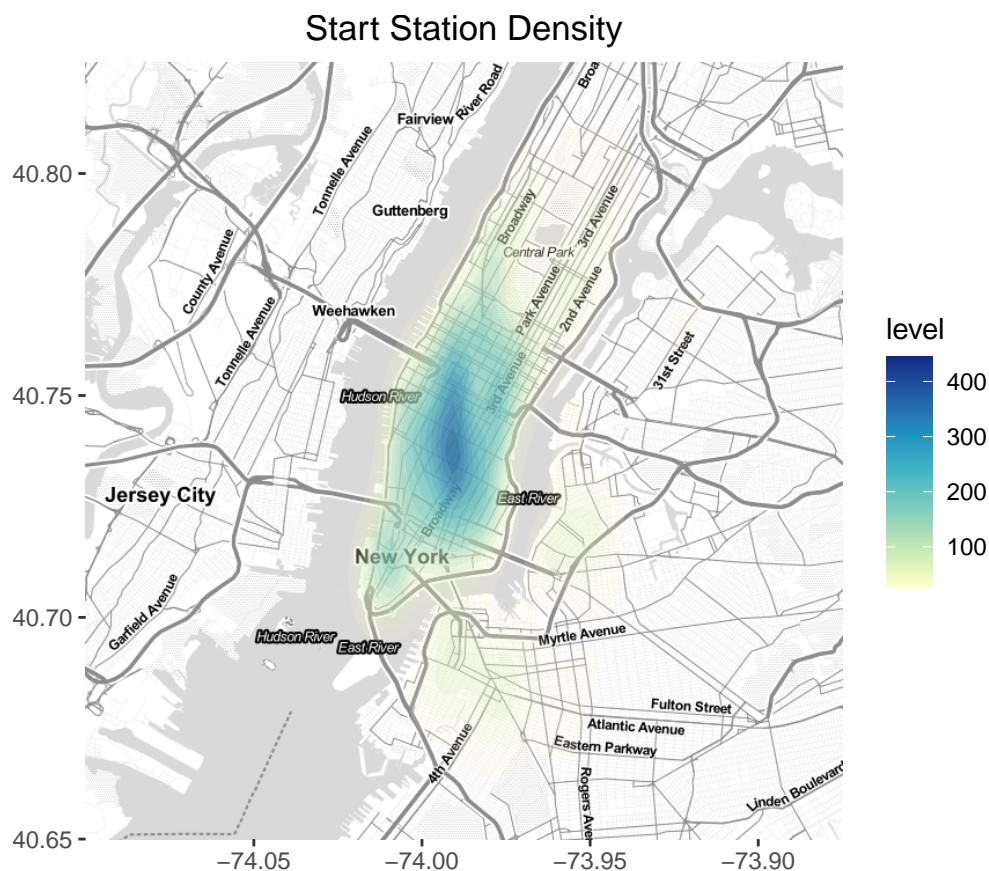 Start Station Density
Broa
River Road
Fairview
Tonnelle Avenue
40.80
Guttenberg
Broadway
3rd Avenue
County Avenue
Central Park
Park Avenue
2nd Avenue
Weehawken
Tonnelle Avenue
31st Street
3rd Avenue
40.75
Hudson River
Jersey City
East River
Broadway
New York
40.70
Garfield Avenue
Hudson River
East River
Myrtle Avenue
Fulton Street
Atlantic Avenue
Eastern Parkway
4th Avenue
Rogers Aven
Linden Boulevard
40.65
−74.05
−74.00
−73.95
−73.90
level
400
300
200
100